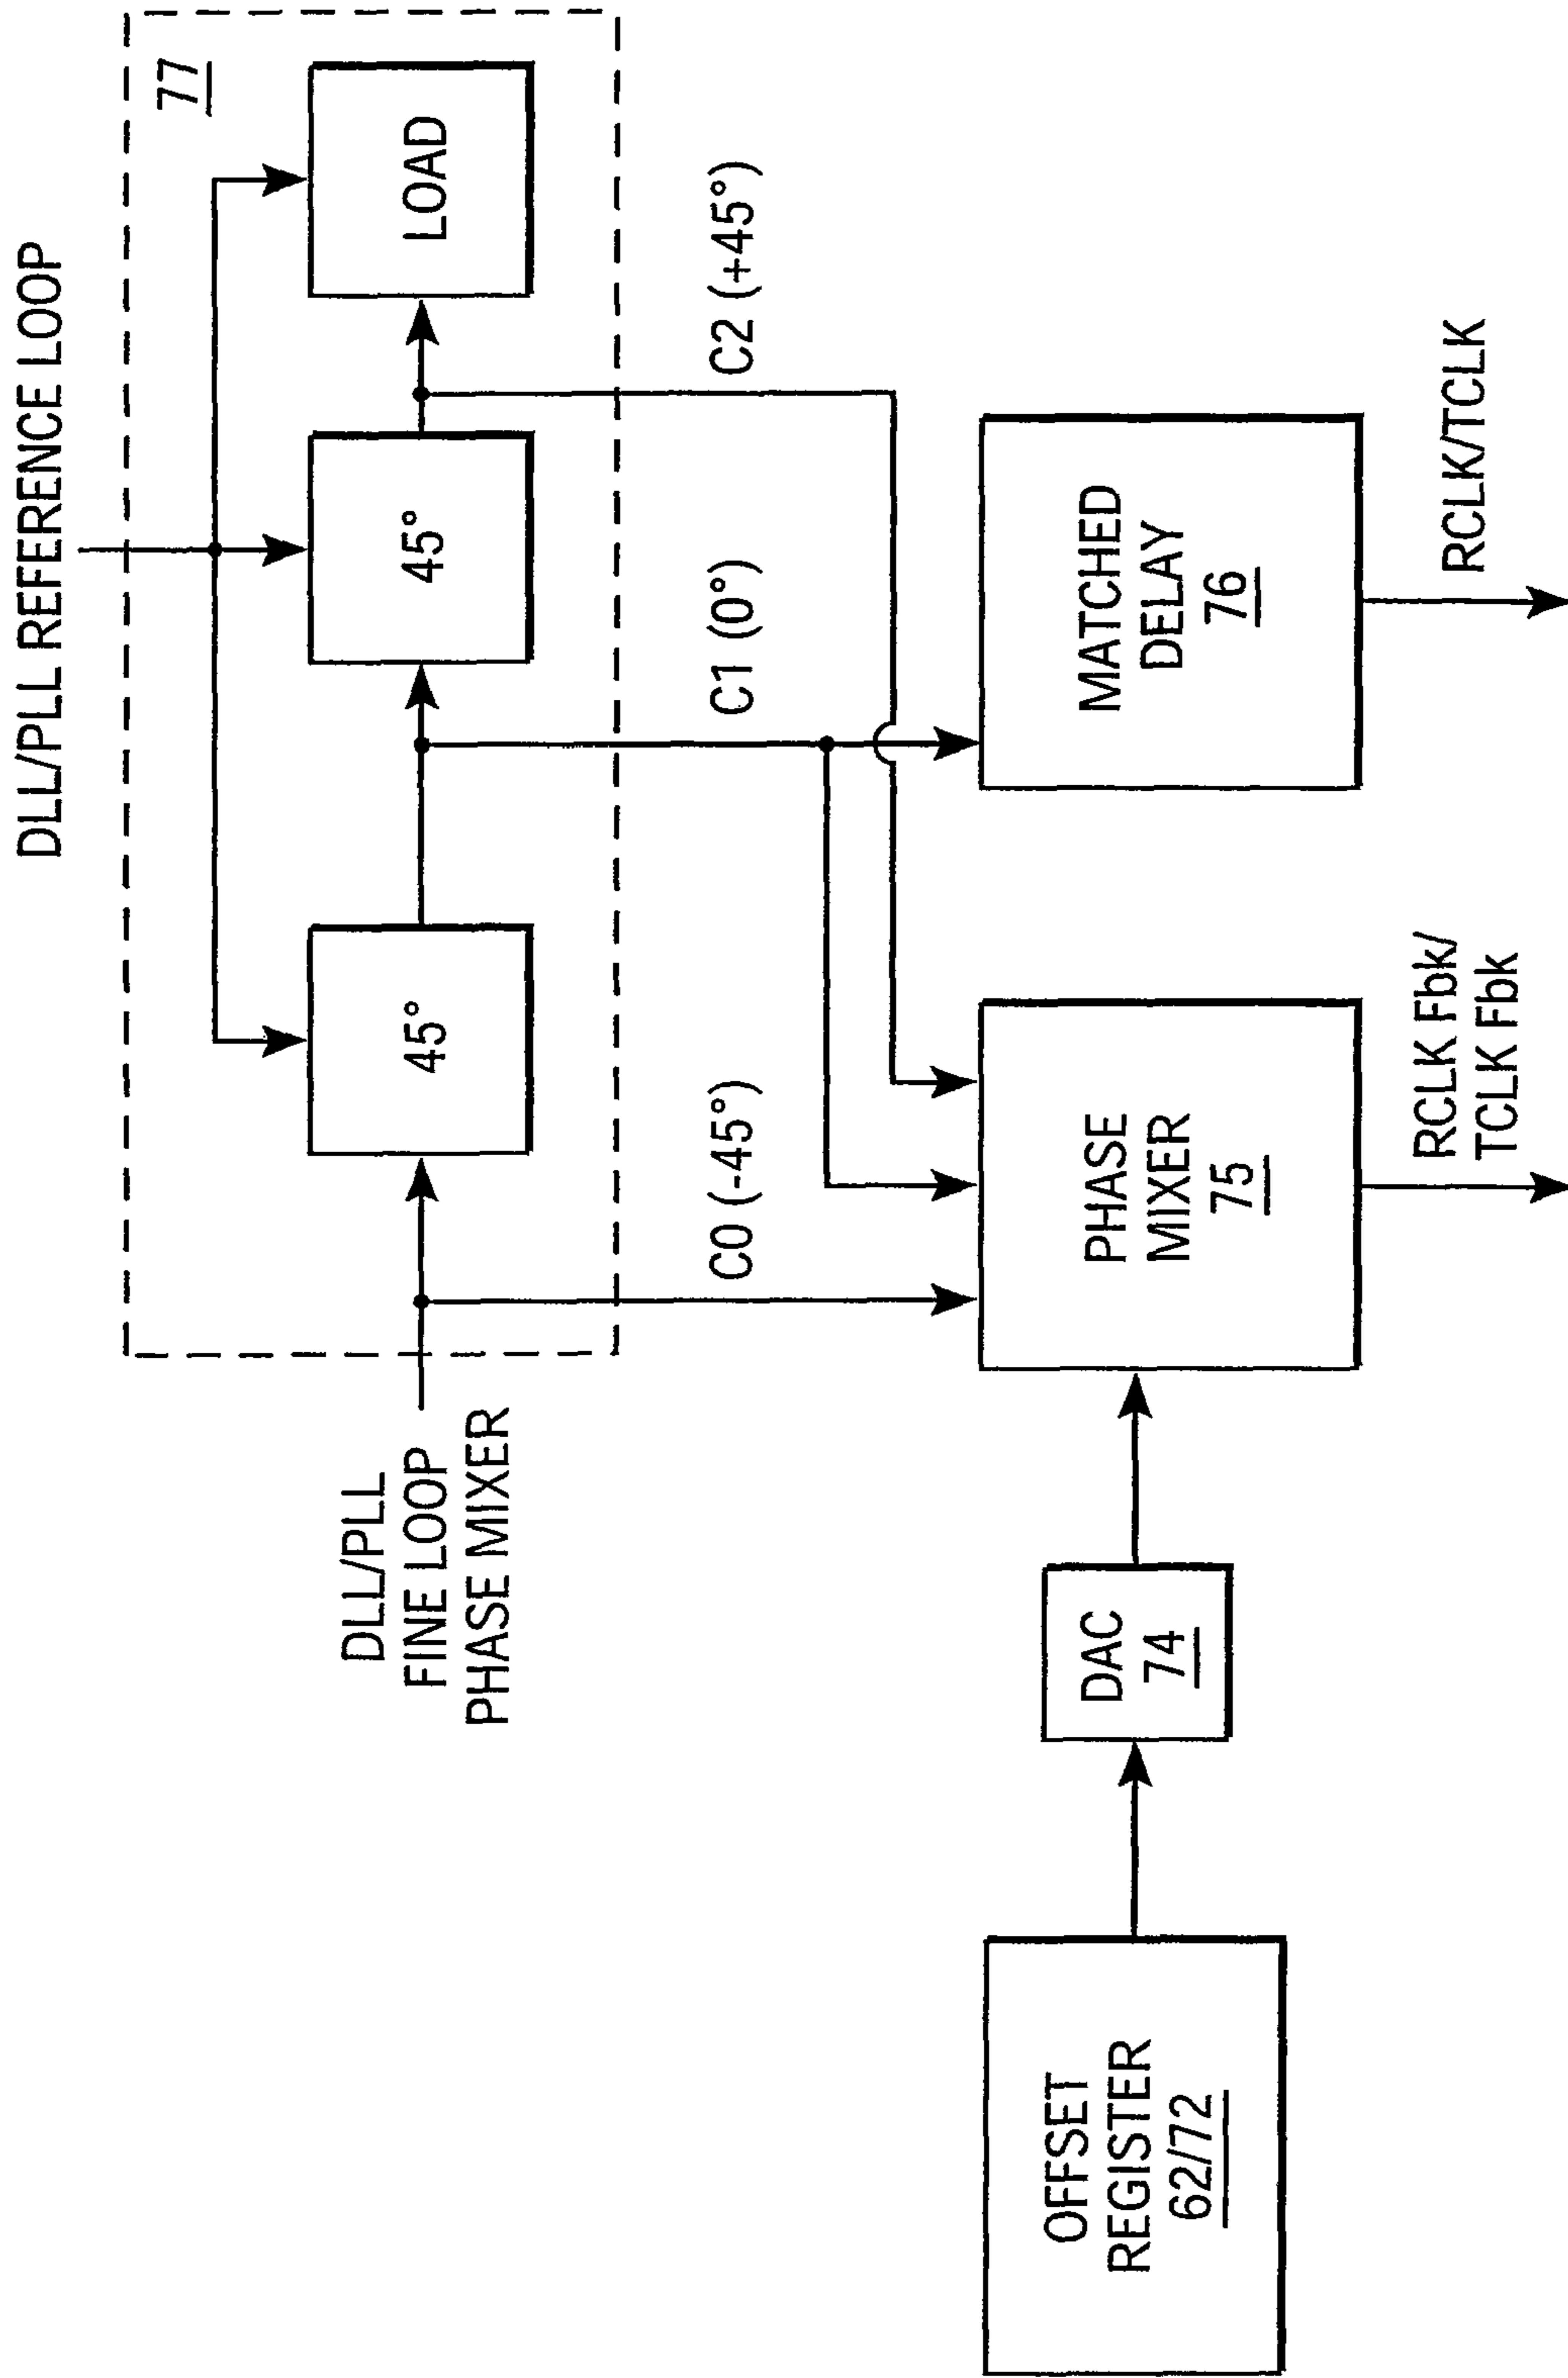 DLL/PLL REFERENCE LOOP
77
DLL/PLL
FINE LOOP
PHASE MIXER
45°
45°
LOAD
C0 (-45°)
C1 (0°)
C2 (+45°)
OFFSET
REGISTER
62/72
DAC
74
PHASE
MIXER
75
MATCHED
DELAY
76
RCLK Fbk/
TCLK Fbk
RCLK/TCLK